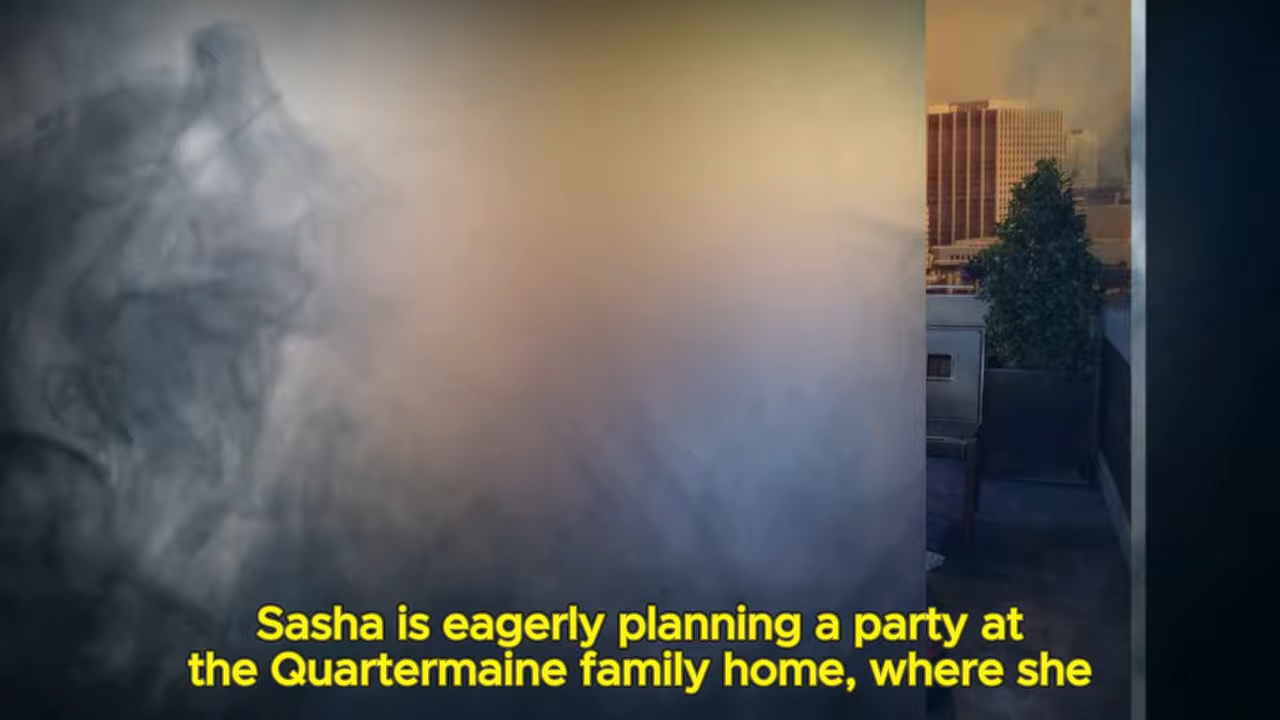 Sasha is eagerly planning a party at
the Quartermaine family home, where she